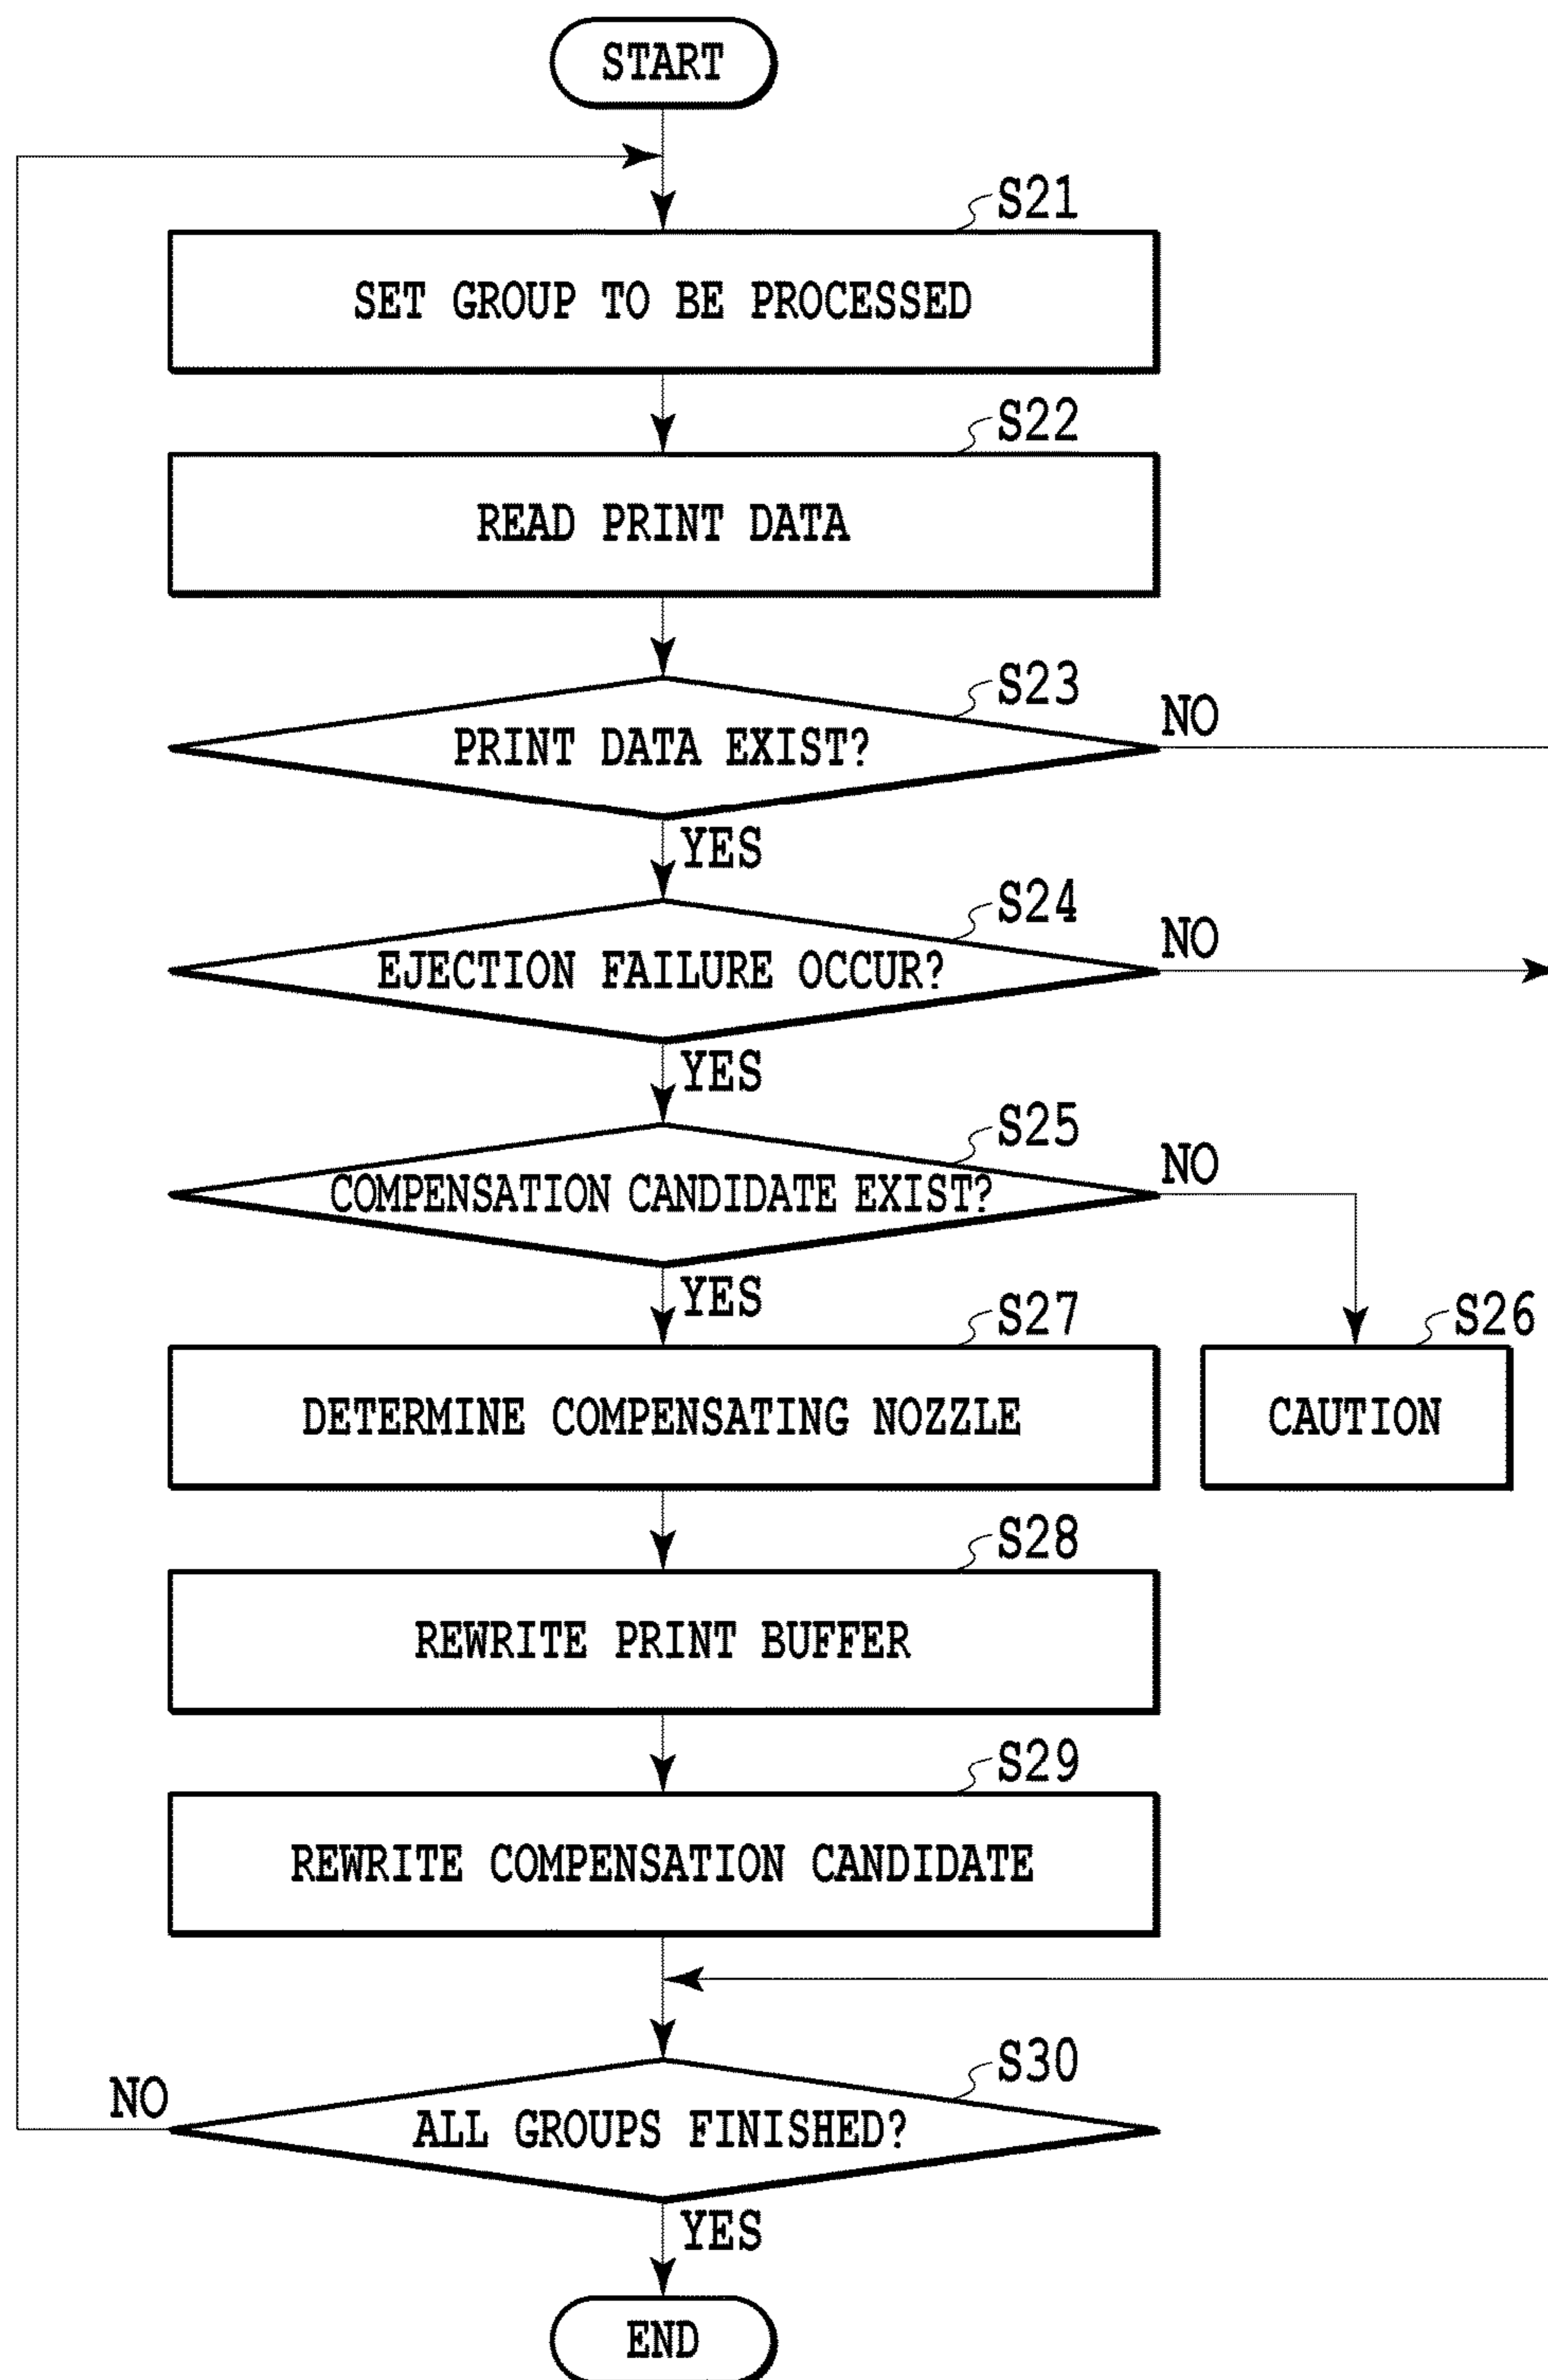 START
S21
SET GROUP TO BE PROCESSED
S22
READ PRINT DATA
S23
PRINT DATA EXIST?
NO
YES
S24
EJECTION FAILURE OCCUR?
NO
YES
S25
COMPENSATION CANDIDATE EXIST?
NO
YES
S27
DETERMINE COMPENSATING NOZZLE
S26
CAUTION
S28
REWRITE PRINT BUFFER
S29
REWRITE COMPENSATION CANDIDATE
S30
ALL GROUPS FINISHED?
NO
YES
END